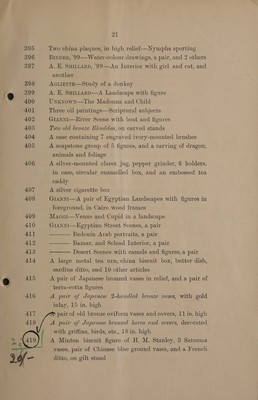 21
395 Two china plaques, in high relief—Nymphs sporting
396 BINDER, '99—Water-colour drawings, a pair, and 2 others
397 A. E. SHILLARD, '99—An Interior with girl and cat, and
another
398 AGLIETTI—Study of a donkey
399 A. E. SHILLARD—A Landscape with figure
400 UNKNOWN—The Madonna and Child
401 Three oil paintings—Scriptural subjects
402 GIANNI—River Scene with boat and figures
403 Two old bronze Bhuddas, on carved stands
404 A case containing 7 engraved ivory-mounted brushes
405 A soapstone group of 5 figures, and a carving of dragon,
animals and foliage
406 A silver-mounted claret jug, pepper grinder, 6 holders,
in case, circular enamelled box, and an embossed tea
caddy
407 A silver cigarette box
408 GIANNI—A pair of Egyptian Landscapes with figures in
foreground, in Cairo wood frames
409 MAGGI—Venus and Cupid in a landscape
410 GIANNI—Egyptian Street Scenes, a pair
411 ——— Bedouin Arab portraits, a pair
412 ——— Bazaar, and School Interior, a pair
413 ——— Desert Scenes with camels and figures, a pair
414 A large metal tea urn, china biscuit box, butter dish,
sardine ditto, and 10 other articles
415 A pair of Japanese bronzed vases in relief, and a pair of
terra-cotta figures
416 A pair of Japanese 2-handled bronze vases, with gold
inlay, 15 in. high
417 pair of old bronze oviform vases and covers, 11 in. high
418 A pair of Japanese bronzed koros and covers, decorated
with griffins, birds, etc., 18 in. high
419 A Minton biscuit figure of H. M. Stanley, 3 Satsuma
vases, pair of Chinese blue ground vases, and a French
ditto, on gilt stand